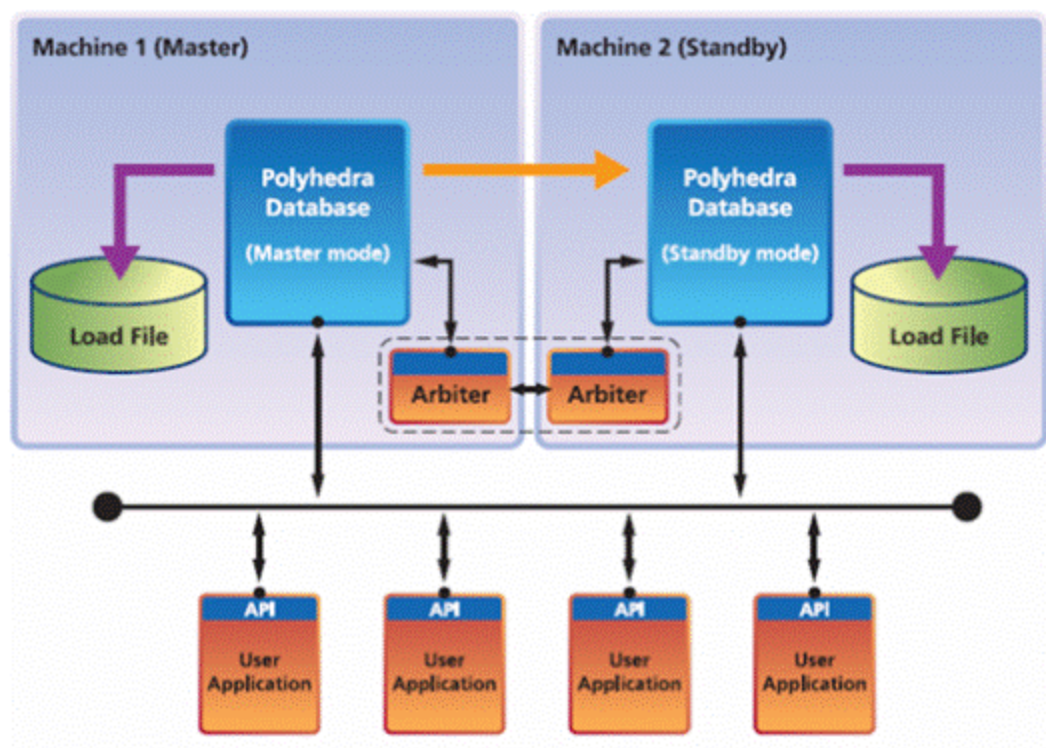 Machine 1 (Master)
Machine 2 (Standby)
Polyhedra
Database
(Master mode)
Polyhedra
Database
(Standby mode)
Load File
Load File
Arbiter
Arbiter
API
User
Application
API
User
Application
API
User
Application
API
User
Application